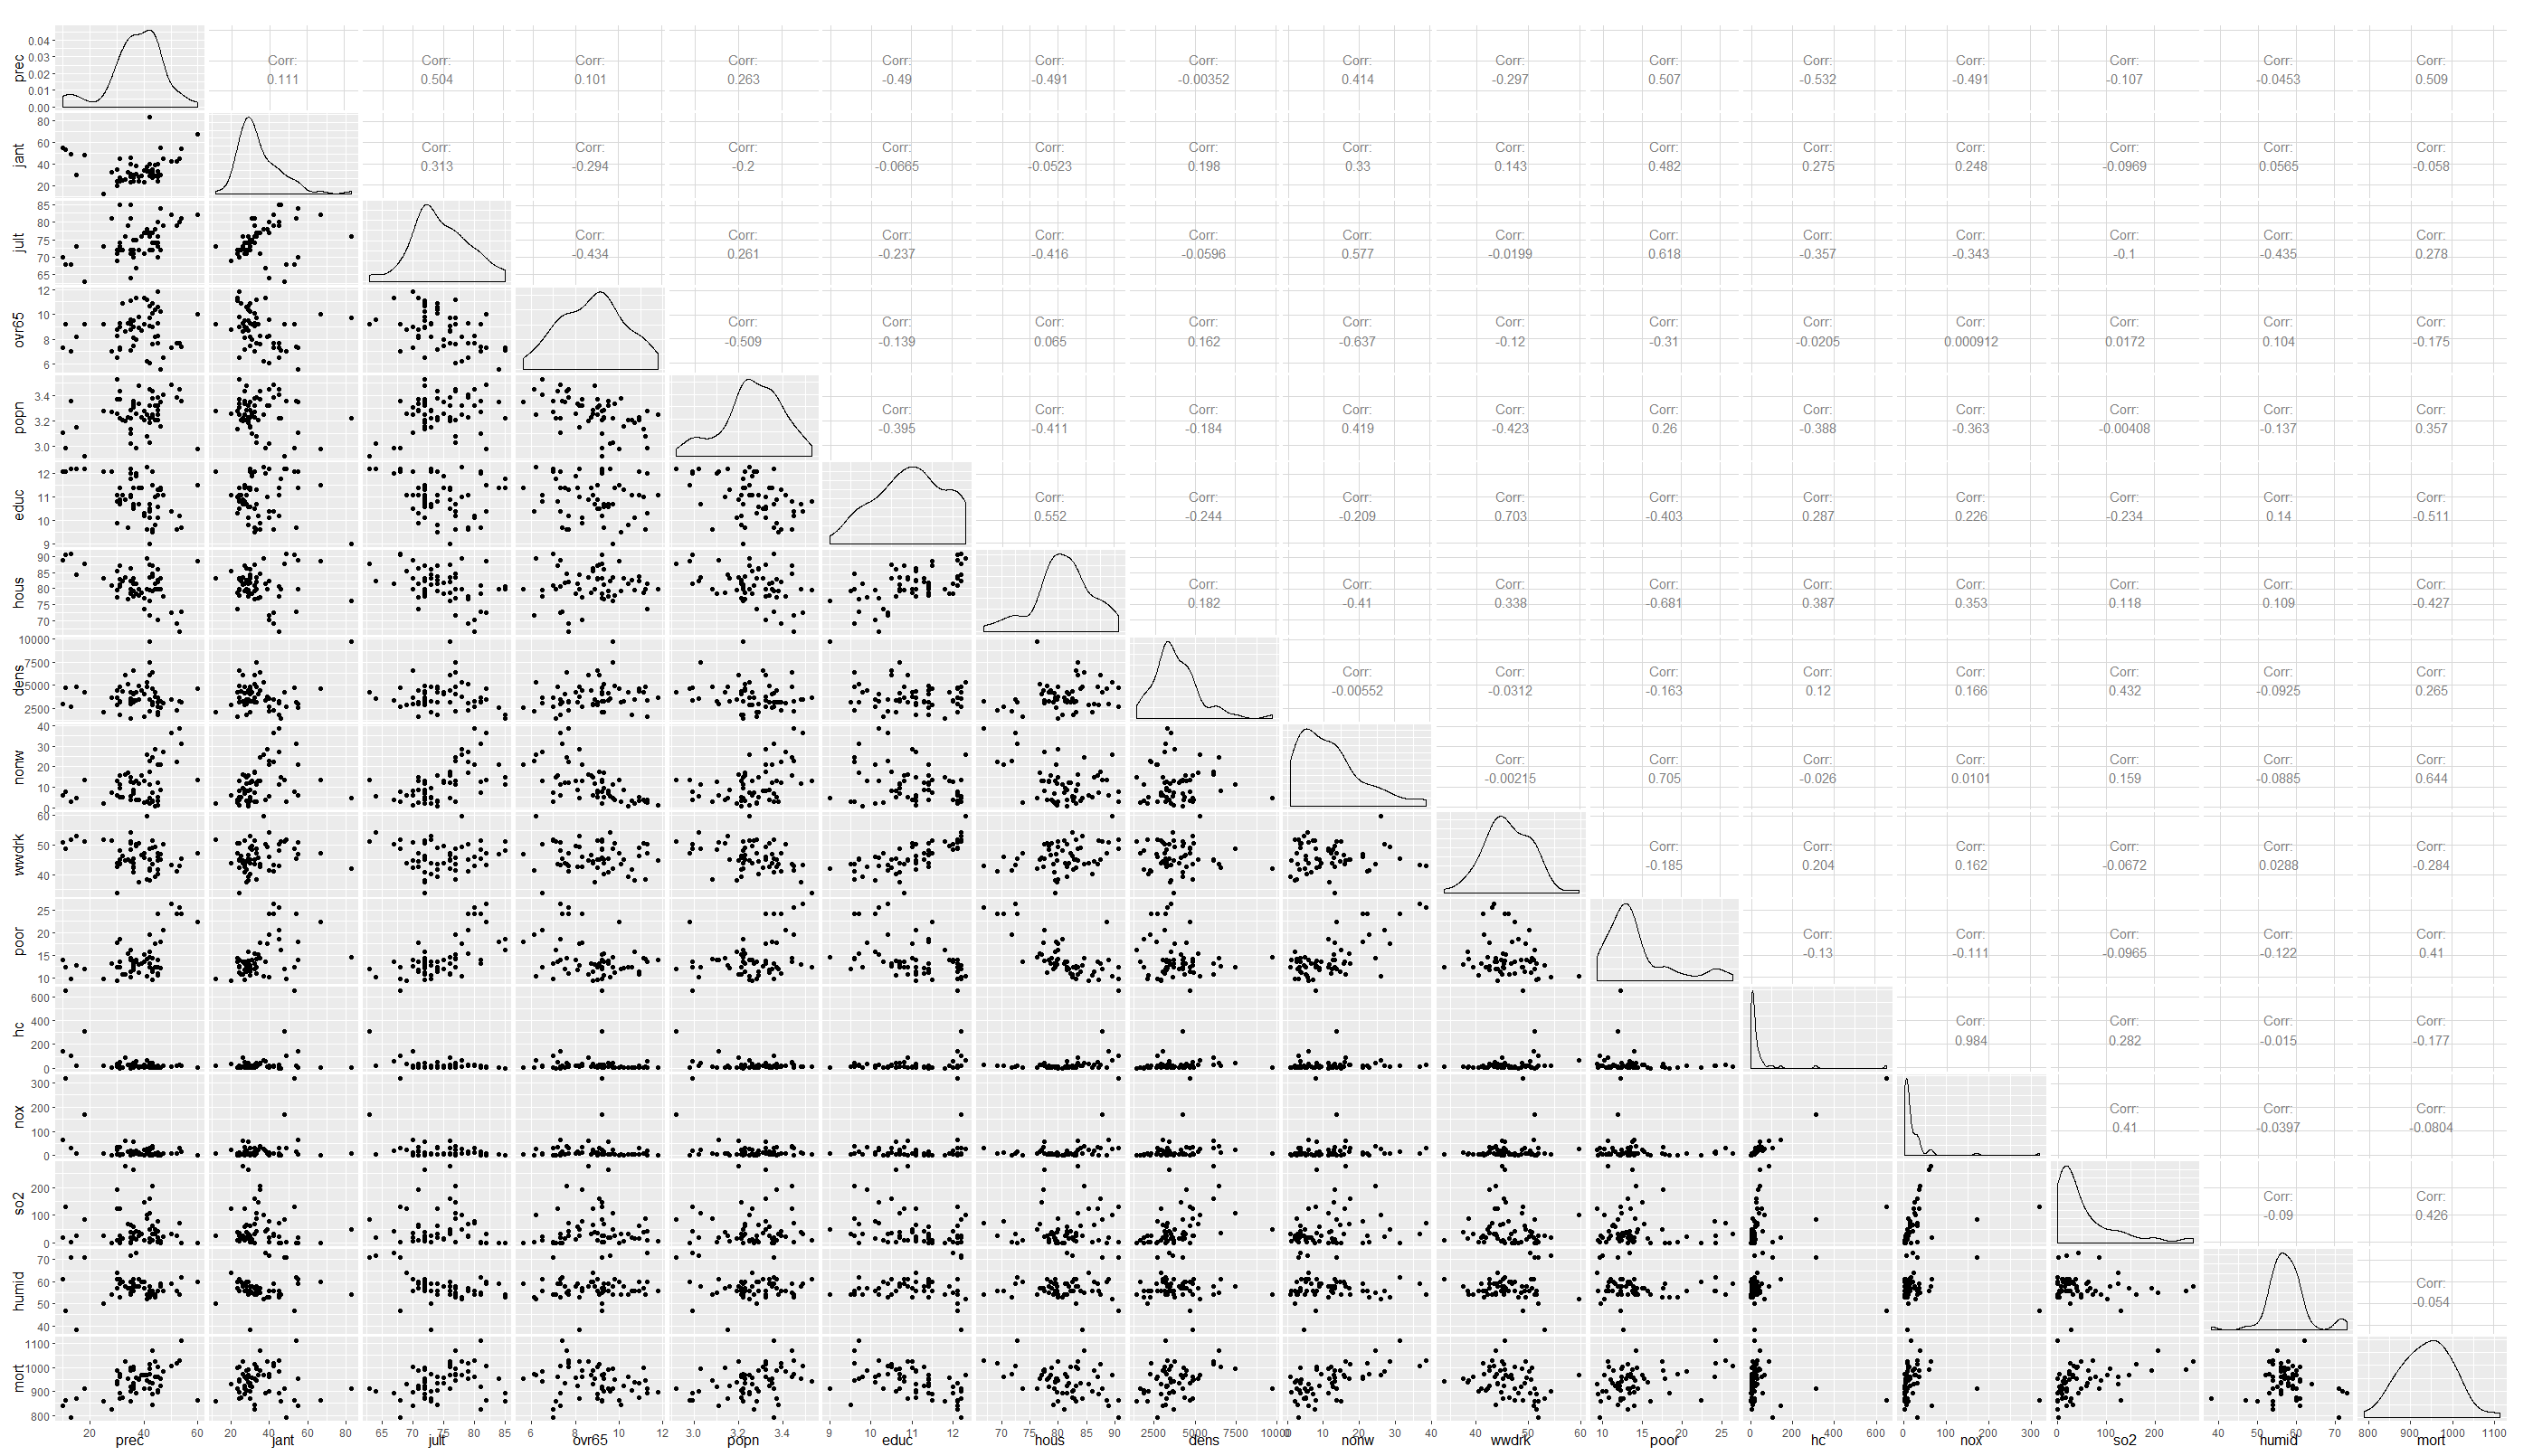 prec
0.04
0.03
0.02
0.01
0.00
Corr: Corr: Corr: Corr: Corr: Corr: Corr: Corr: Corr: Corr: Corr: Corr: Corr: Corr: Corr:
0.111 0.504 0.101 0.263 -0.49 -0.491 -0.00352 0.414 -0.297 0.507 -0.532 -0.491 -0.107 -0.0453 0.509
jant
80
60
40
20
Corr: Corr: Corr: Corr: Corr: Corr: Corr: Corr: Corr: Corr: Corr: Corr: Corr: Corr:
0.313 -0.294 -0.2 -0.0665 -0.0523 0.198 0.33 0.143 0.482 0.275 0.248 -0.0969 0.0565 -0.058
jult
85
80
75
70
65
Corr: Corr: Corr: Corr: Corr: Corr: Corr: Corr: Corr: Corr: Corr: Corr: Corr:
-0.434 0.261 -0.237 -0.416 -0.0596 0.577 -0.0199 0.618 -0.357 -0.343 -0.1 -0.435 0.278
ovr65
12
10
8
6
Corr: Corr: Corr: Corr: Corr: Corr: Corr: Corr: Corr: Corr: Corr: Corr:
-0.509 -0.139 0.065 0.162 -0.637 -0.12 -0.31 -0.0205 0.000912 0.0172 0.104 -0.175
popn
3.4
3.2
3.0
Corr: Corr: Corr: Corr: Corr: Corr: Corr: Corr: Corr: Corr: Corr:
-0.395 -0.411 -0.184 0.419 -0.423 0.26 -0.388 -0.363 -0.00408 -0.137 0.357
educ
12
11
10
9
Corr: Corr: Corr: Corr: Corr: Corr: Corr: Corr: Corr: Corr:
0.552 -0.244 -0.209 0.703 -0.403 0.287 0.226 -0.234 0.14 -0.511
hous
90
85
80
75
70
Corr: Corr: Corr: Corr: Corr: Corr: Corr: Corr: Corr:
0.182 -0.41 0.338 -0.681 0.387 0.353 0.118 0.109 -0.427
dens
10000
7500
5000
2500
Corr: Corr: Corr: Corr: Corr: Corr: Corr: Corr:
-0.00552 -0.0312 -0.163 0.12 0.166 0.432 -0.0925 0.265
nonw
40
30
20
10
0
Corr: Corr: Corr: Corr: Corr: Corr: Corr:
-0.00215 0.705 -0.026 0.0101 0.159 -0.0885 0.644
wwdrk
60
50
40
Corr: Corr: Corr: Corr: Corr: Corr:
-0.185 0.204 0.162 -0.0672 0.0288 -0.284
poor
25
20
15
10
Corr: Corr: Corr: Corr: Corr:
-0.13 -0.111 -0.0965 -0.122 0.41
hc
600
400
200
0
Corr: Corr: Corr: Corr:
0.984 0.282 -0.015 -0.177
nox
300
200
100
0
Corr: Corr: Corr:
0.41 -0.0397 -0.0804
so2
200
100
0
Corr: Corr:
-0.09 0.426
humid
70
60
50
40
Corr:
-0.054
mort
1100
1000
900
800
20 40 60 20 40 60 80 65 70 75 80 85 6 8 10 12 3.0 3.2 3.4 9 10 11 12 70 75 80 85 90 2500 5000 7500 10000 0 10 20 30 40 40 50 60 10 15 20 25 0 200 400 600 0 100 200 300 0 100 200 40 50 60 70 800 900 1000 1100
prec jant jult ovr65 popn educ hous dens nonw wwdrk poor hc nox so2 humid mort